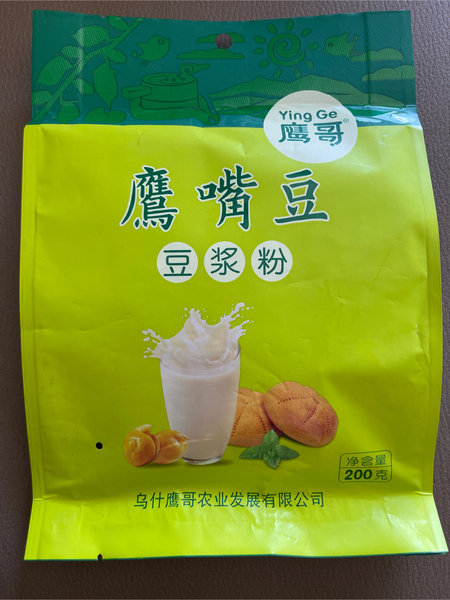 Ying Ge
鹰哥®
鷹嘴豆
豆浆粉
净含量
200克
乌什鹰哥农业发展有限公司